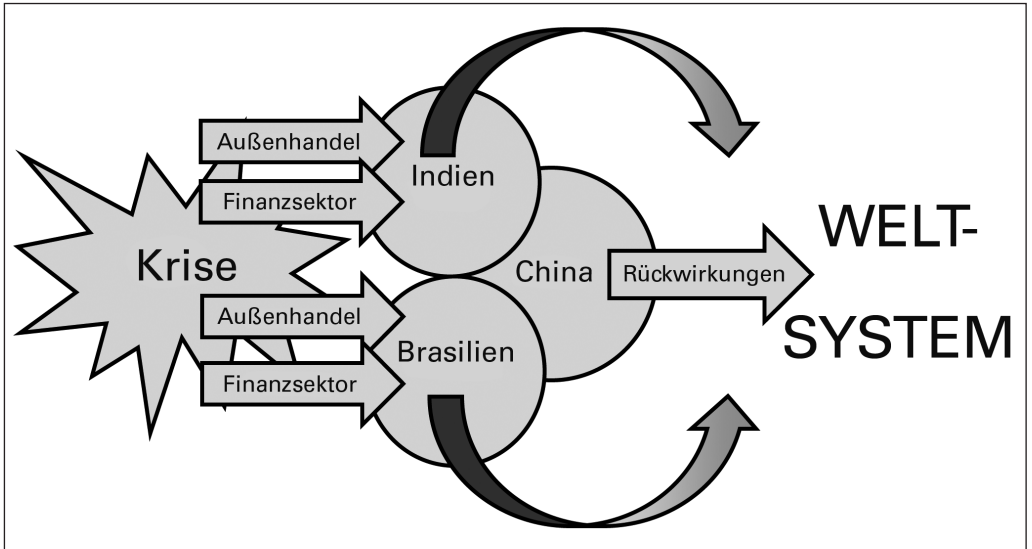 Außenhandel
Indien
Finanzsektor
Krise
China
Rückwirkungen
WELT-
SYSTEM
Außenhandel
Brasilien
Finanzsektor